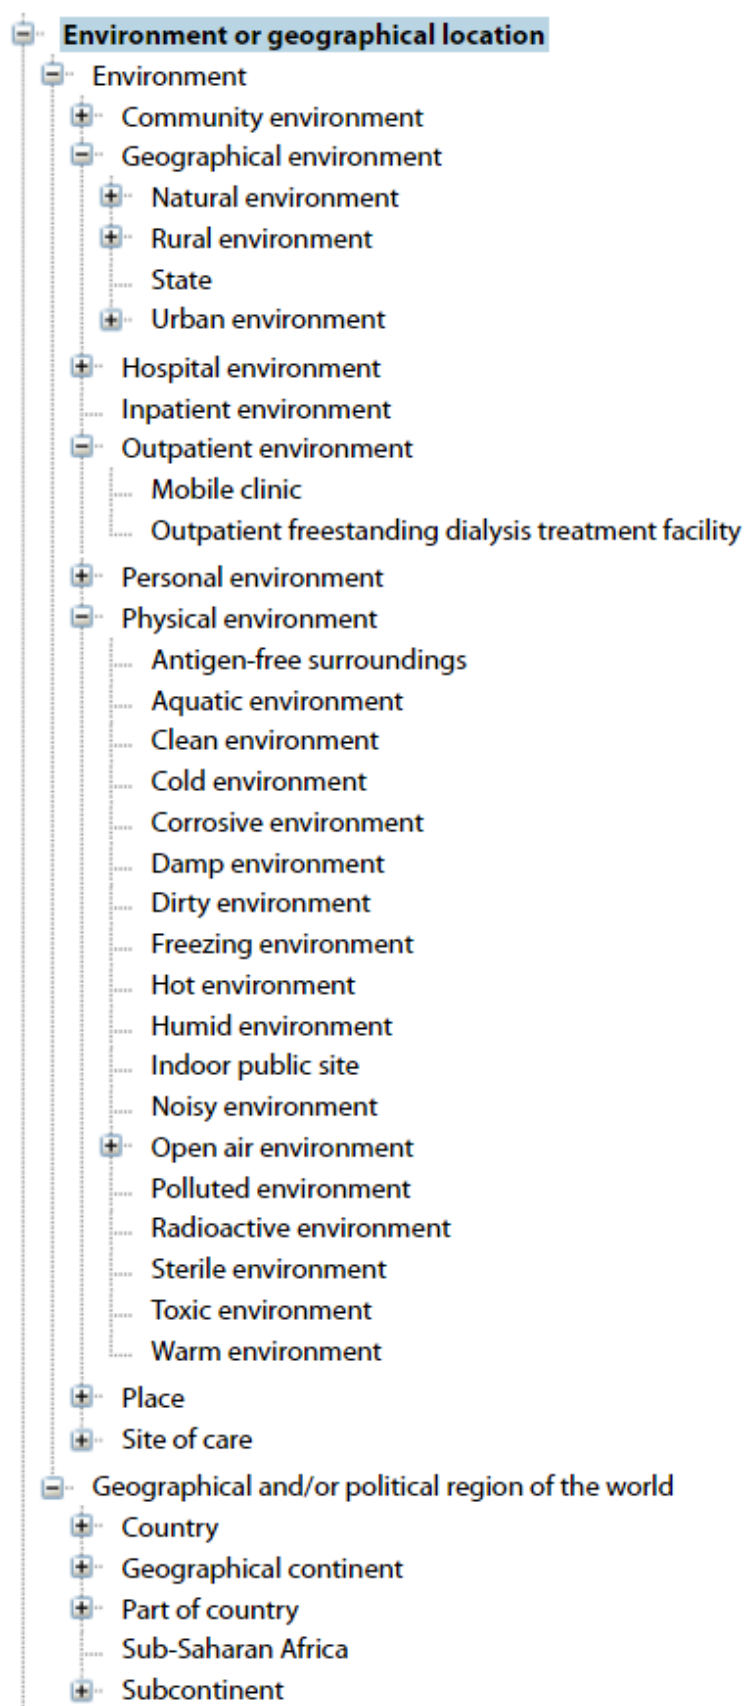 Environment or geographical location
Environment
Community environment
Geographical environment
Natural environment
Rural environment
State
Urban environment
Hospital environment
Inpatient environment
Outpatient environment
Mobile clinic
Outpatient freestanding dialysis treatment facility
Personal environment
Physical environment
Antigen-free surroundings
Aquatic environment
Clean environment
Cold environment
Corrosive environment
Damp environment
Dirty environment
Freezing environment
Hot environment
Humid environment
Indoor public site
Noisy environment
Open air environment
Polluted environment
Radioactive environment
Sterile environment
Toxic environment
Warm environment
Place
Site of care
Geographical and/or political region of the world
Country
Geographical continent
Part of country
Sub-Saharan Africa
Subcontinent